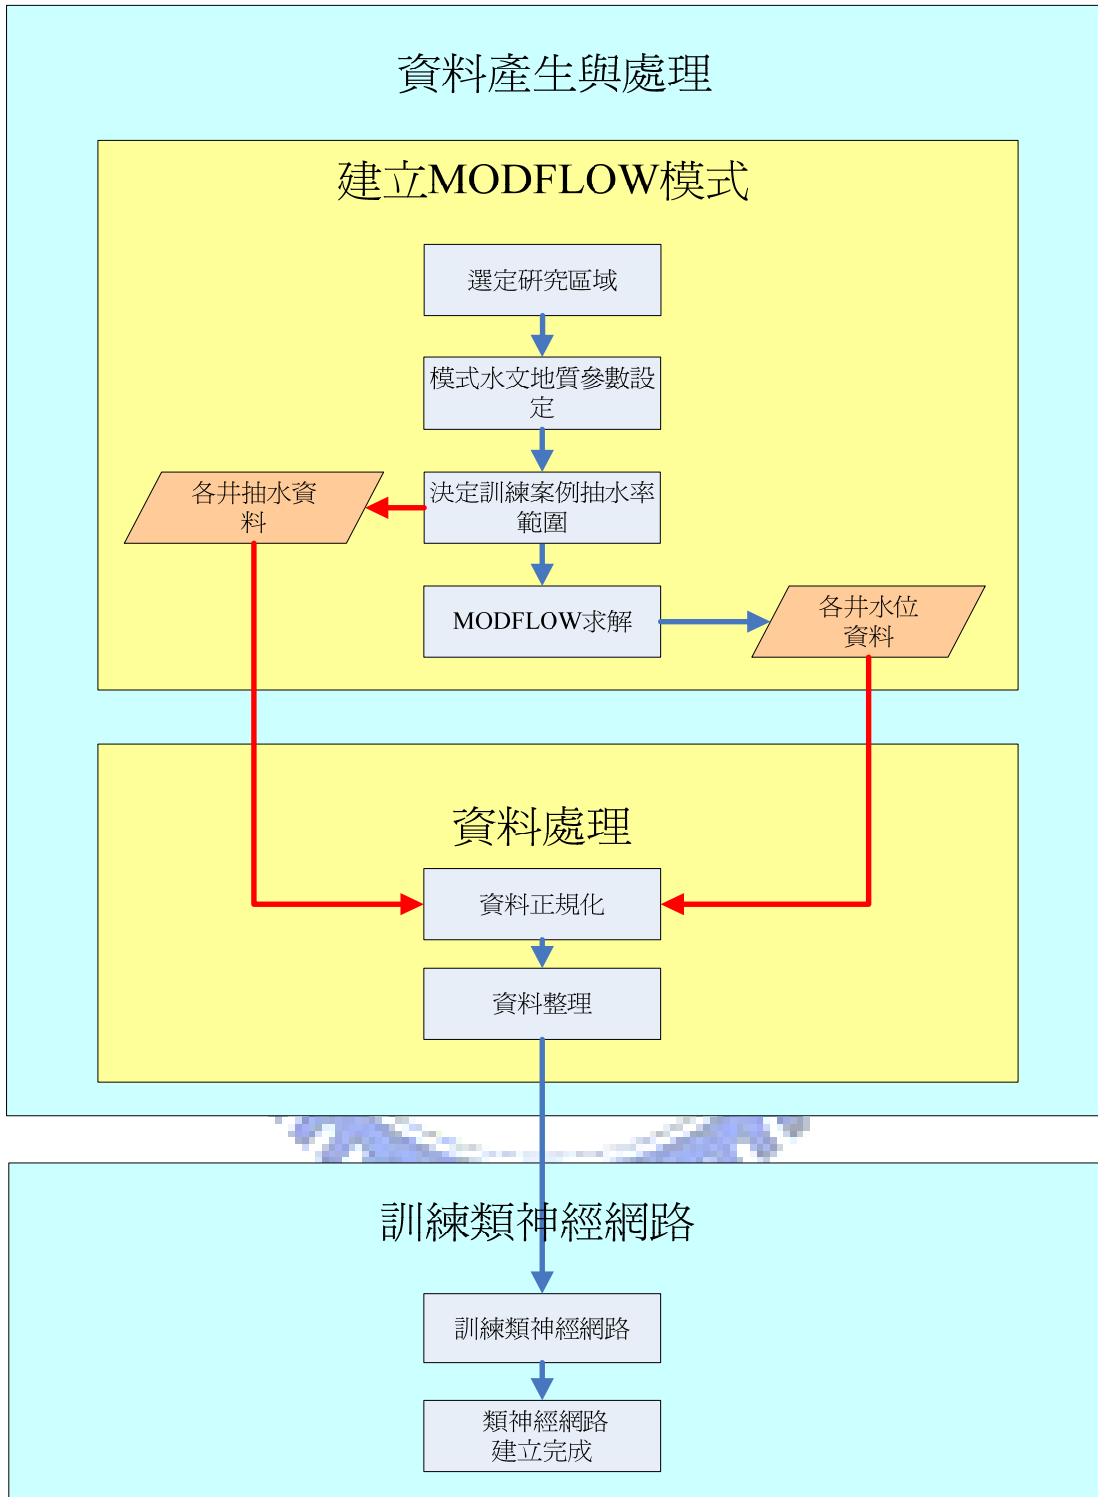 資料產生與處理
建立MODFLOW模式
選定研究區域
模式水文地質參數設
定
各井抽水資
料
決定訓練案例抽水率
範圍
MODFLOW求解
各井水位
資料
資料處理
資料正規化
資料整理
訓練類神經網路
訓練類神經網路
類神經網路
建立完成